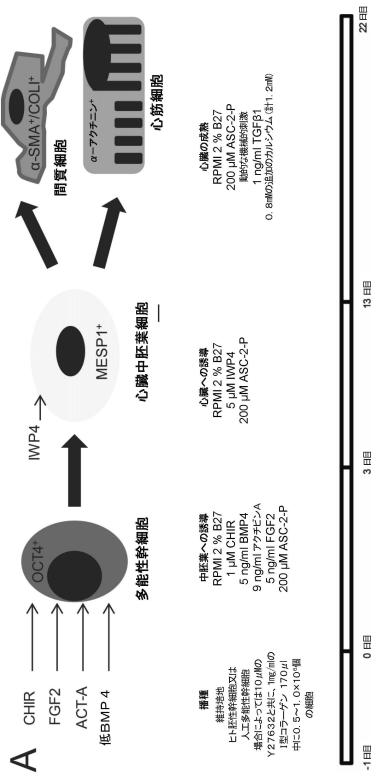 A
CHIR
FGF2
ACT-A
低BMP 4
OCT4⁺
多能性幹細胞
IWP4
MESP1⁺
心臓中胚葉細胞
α-SMA⁺/COLI⁺
間質細胞
α-アクチニン⁺
心筋細胞
播種
維持培地
ヒト胚性幹細胞又は
人工多能性幹細胞
場合によっては10μMの
Y27632と共に、1mg/mlの
I型コラーゲン 170μl
中に0.5~1.0×10⁶個
の細胞
中胚葉への誘導
RPMI 2 % B27
1 μM CHIR
5 ng/ml BMP4
9 ng/ml アクチビンA
5 ng/ml FGF2
200 μM ASC-2-P
心臓への誘導
RPMI 2 % B27
5 μM IWP4
200 μM ASC-2-P
心臓の成熟
RPMI 2 % B27
200 μM ASC-2-P
動的な機械的刺激
1 ng/ml TGFβ1
0.8mMの追加のカルシウム(計1.2mM)
-1日目
0 日目
3 日目
13 日目
22 日目